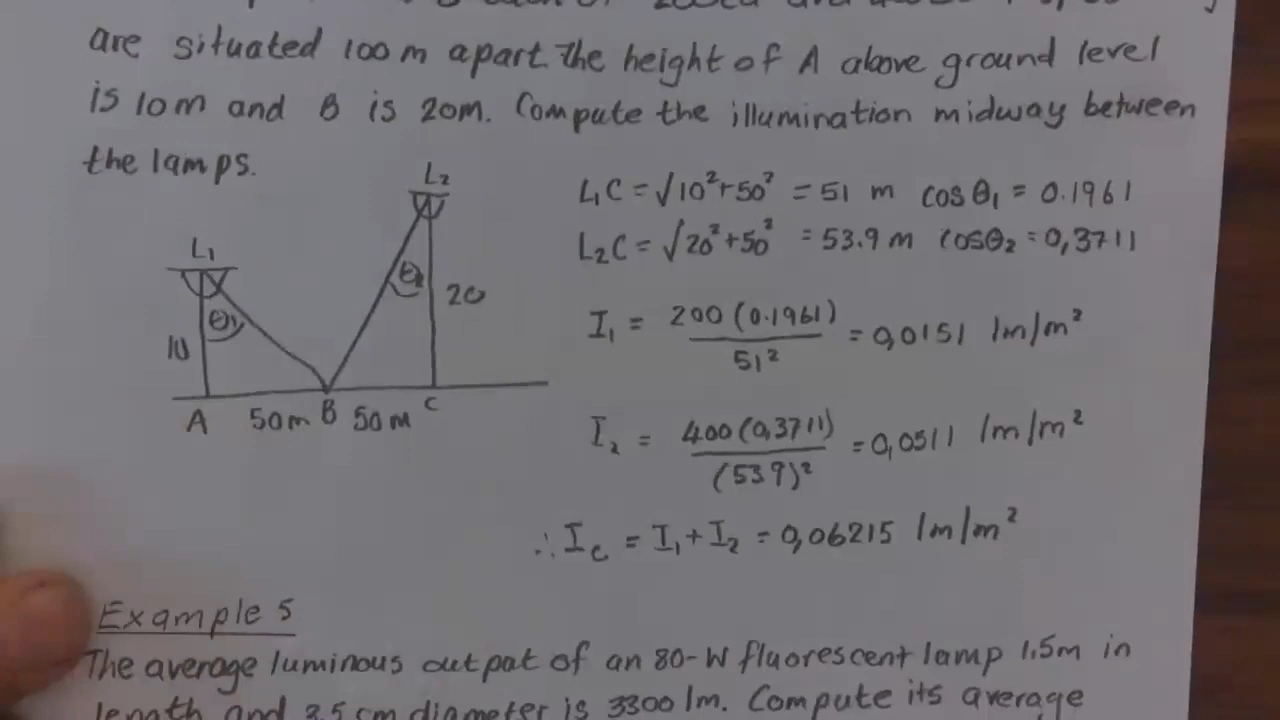 are situated 100 m apart. The height of A above ground level
is 10m and B is 20m. Compute the illumination midway between
the lamps.
L₁
L₂
θ₁
θ₂
10
20
A 50m B 50m C
L₁C = √10²+50² = 51 m cos θ₁ = 0.1961
L₂C = √20²+50² = 53.9 m cosθ₂ = 0,3711
I₁ = 200 (0.1961) / 51² = 0,0151 lm/m²
I₂ = 400 (0,3711) / (53.9)² = 0,0511 lm/m²
∴ I_C = I₁ + I₂ = 0,06215 lm/m²
Example 5
The average luminous output of an 80-W fluorescent lamp 1.5m in
length and 3.5 cm diameter is 3300 lm. Compute its average